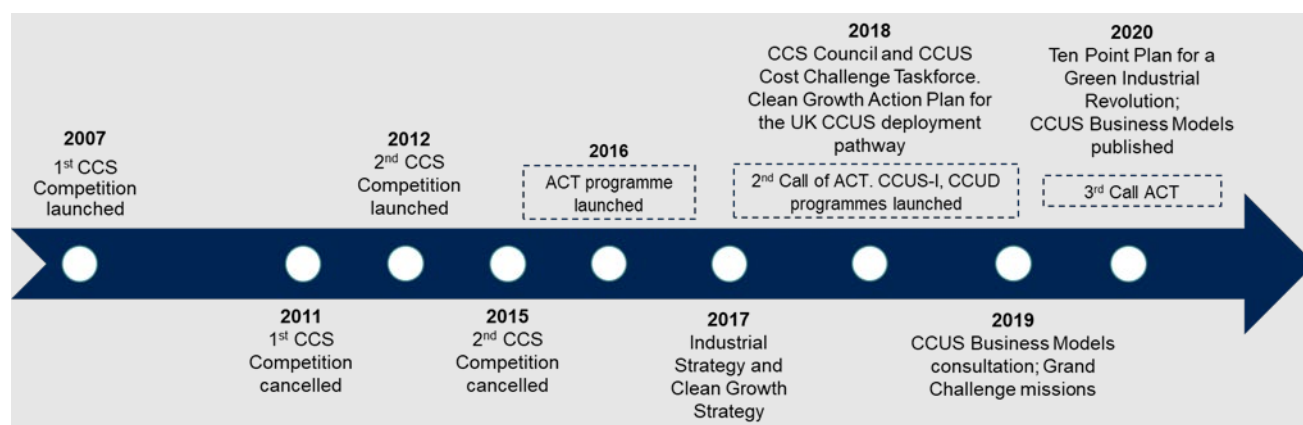 2007
1st CCS
Competition
launched
2011
1st CCS
Competition
cancelled
2012
2nd CCS
Competition
launched
2015
2nd CCS
Competition
cancelled
2016
ACT programme
launched
2017
Industrial
Strategy and
Clean Growth
Strategy
2018
CCS Council and CCUS
Cost Challenge Taskforce.
Clean Growth Action Plan for
the UK CCUS deployment
pathway
2nd Call of ACT. CCUS-I, CCUD
programmes launched
2019
CCUS Business Models
consultation; Grand
Challenge missions
2020
Ten Point Plan for a
Green Industrial
Revolution;
CCUS Business Models
published
3rd Call ACT